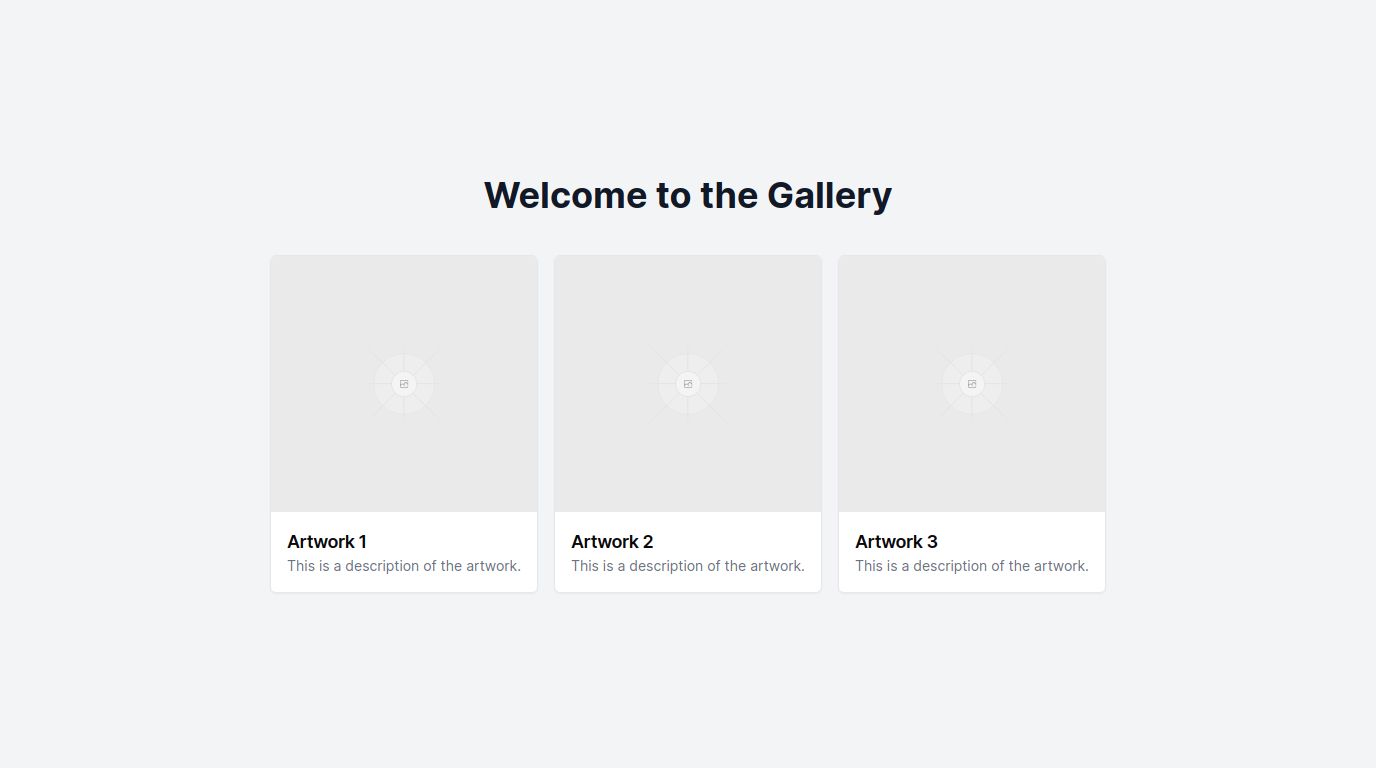 Welcome to the Gallery
Artwork 1
This is a description of the artwork.
Artwork 2
This is a description of the artwork.
Artwork 3
This is a description of the artwork.